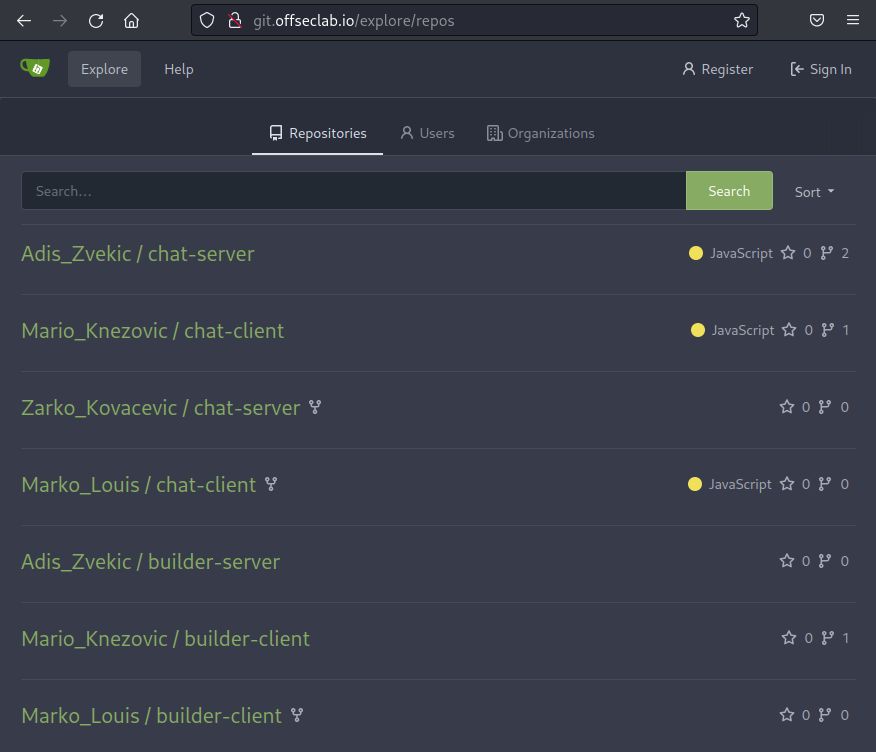 git.offseclab.io/explore/repos
Explore Help Register Sign In
Repositories Users Organizations
Search... Search Sort
Adis_Zvekic / chat-server JavaScript 0 2
Mario_Knezovic / chat-client JavaScript 0 1
Zarko_Kovacevic / chat-server 0 0
Marko_Louis / chat-client JavaScript 0 0
Adis_Zvekic / builder-server 0 0
Mario_Knezovic / builder-client 0 1
Marko_Louis / builder-client 0 0